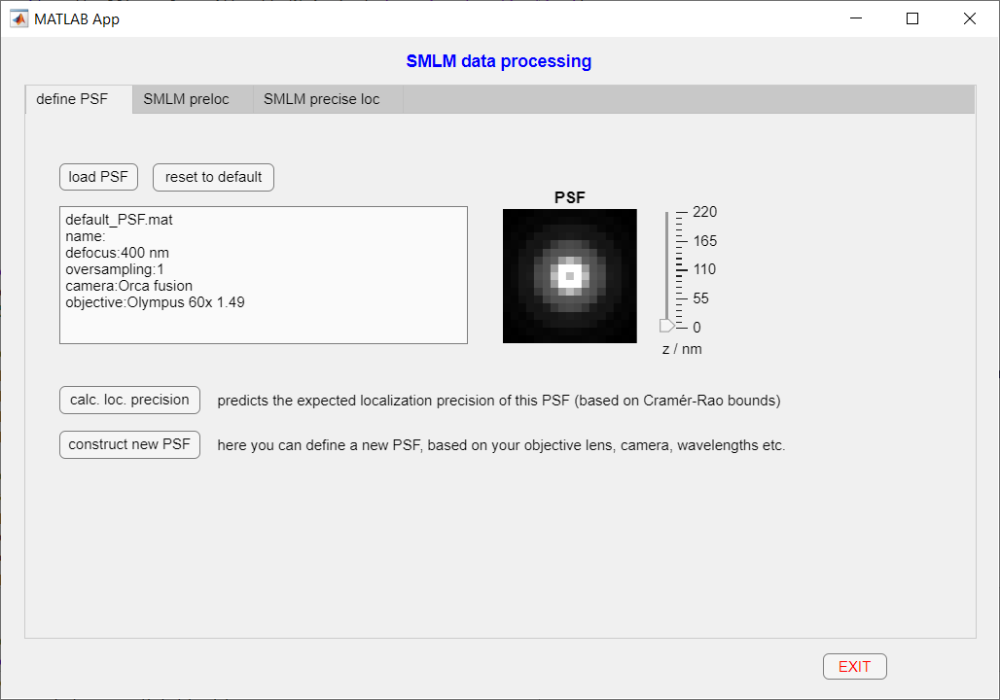 MATLAB App
SMLM data processing
define PSF
SMLM preloc
SMLM precise loc
load PSF
reset to default
default_PSF.mat
name:
defocus:400 nm
oversampling:1
camera:Orca fusion
objective:Olympus 60x 1.49
PSF
220
165
110
55
0
z / nm
calc. loc. precision
predicts the expected localization precision of this PSF (based on Cramér-Rao bounds)
construct new PSF
here you can define a new PSF, based on your objective lens, camera, wavelengths etc.
EXIT